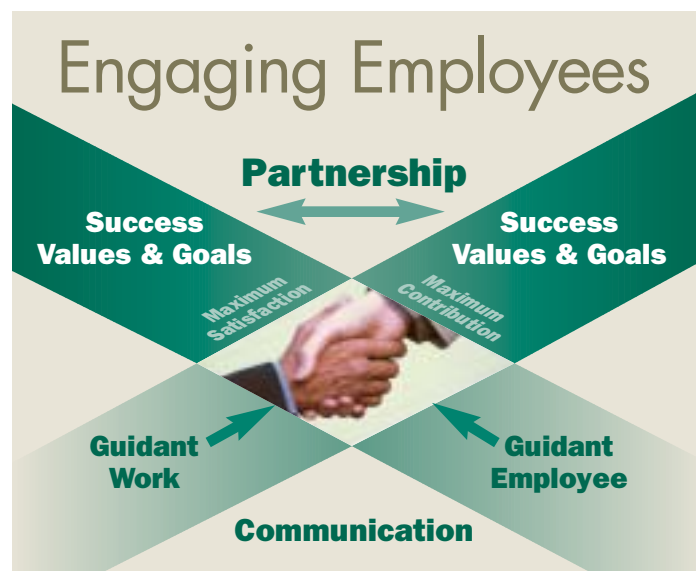 Engaging Employees
Partnership
Success
Values & Goals
Success
Values & Goals
Maximum
Satisfaction
Maximum
Contribution
Guidant
Work
Guidant
Employee
Communication